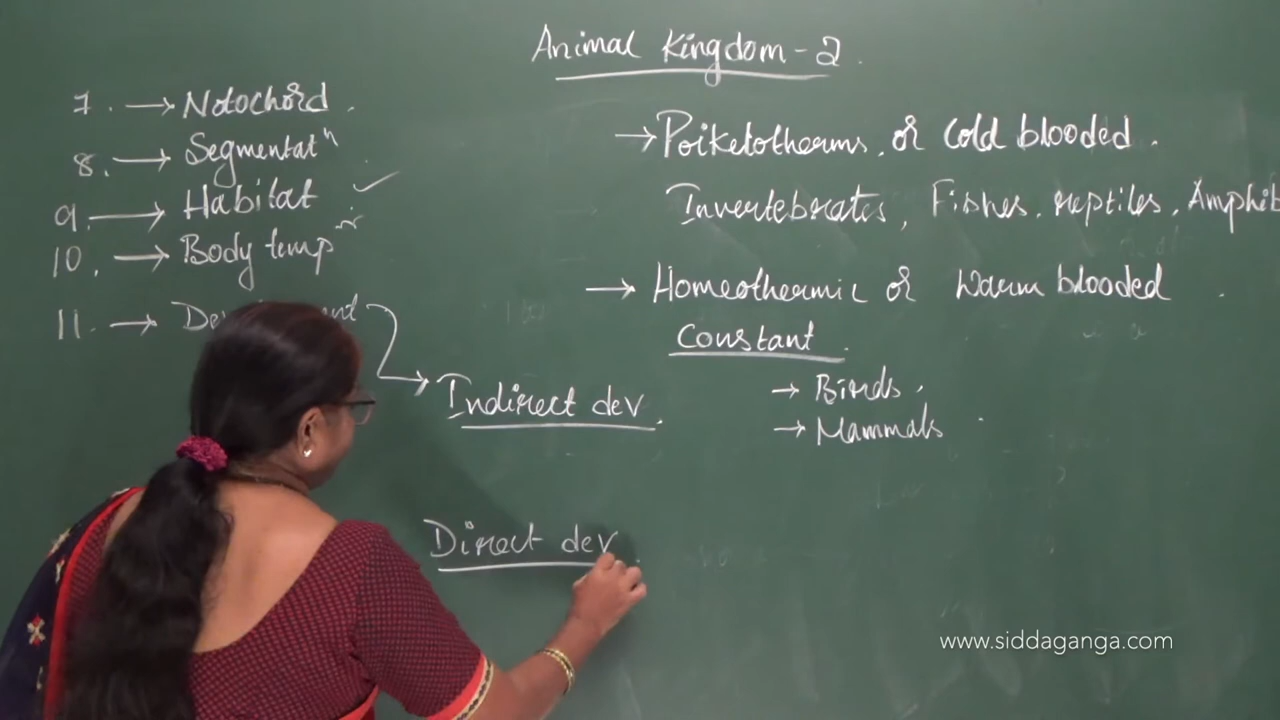 Animal Kingdom - 2.
7. → Notochord.
8. → Segmentatⁿ
9. → Habitat ✓
10. → Body temp
11. →
→ Indirect dev.
Direct dev
→ Poikelotherms. or Cold blooded.
Invertebrates, Fishes. reptiles, Amphib
→ Homeothermic or Warm blooded.
Constant.
→ Birds.
→ Mammals
www.siddaganga.com